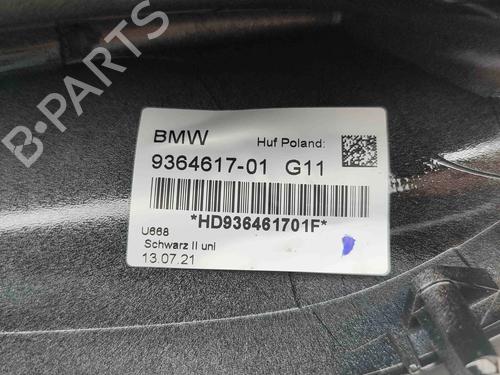 BMW
Huf Poland:
9364617-01 G11
*HD936461701F*
U668
Schwarz II uni
13.07.21
B-PARTS